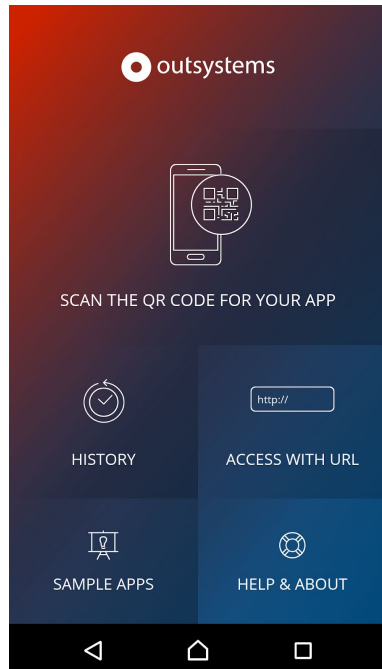 outsystems
SCAN THE QR CODE FOR YOUR APP
http://
HISTORY
ACCESS WITH URL
SAMPLE APPS
HELP & ABOUT